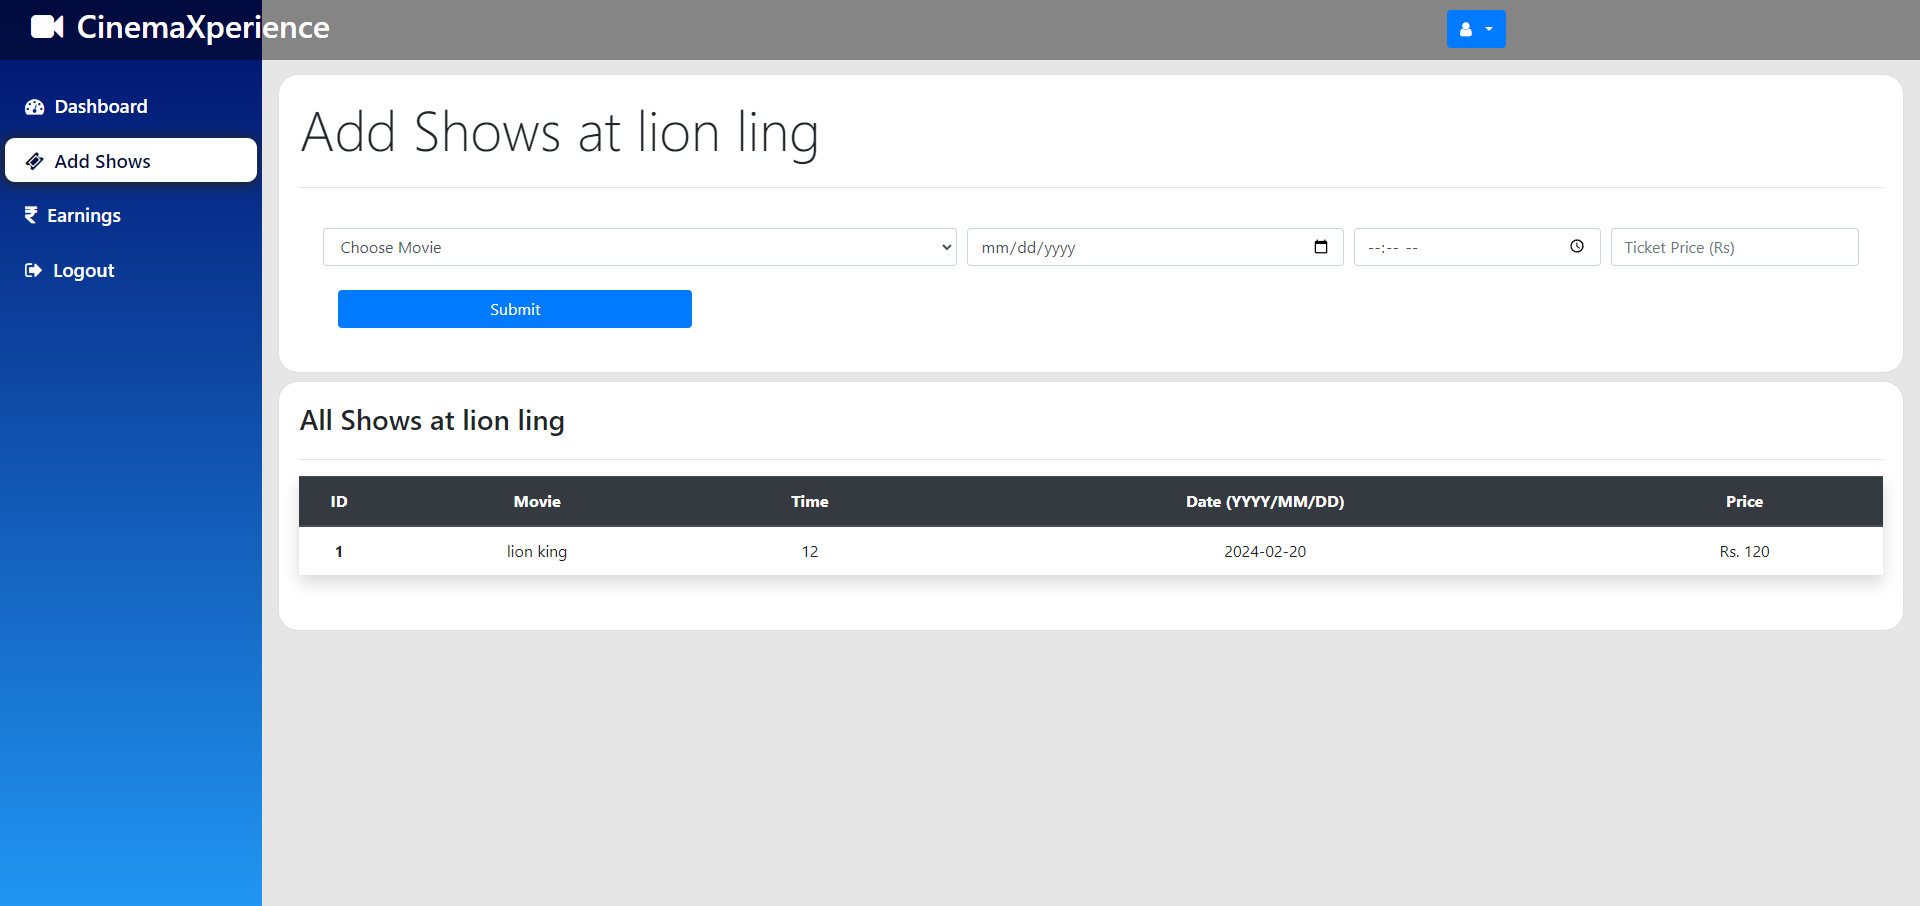 CinemaXperience
Dashboard
Add Shows
Earnings
Logout
Add Shows at lion ling
Choose Movie mm/dd/yyyy --:-- -- Ticket Price (Rs)
Submit
All Shows at lion ling
ID Movie Time Date (YYYY/MM/DD) Price
1 lion king 12 2024-02-20 Rs. 120